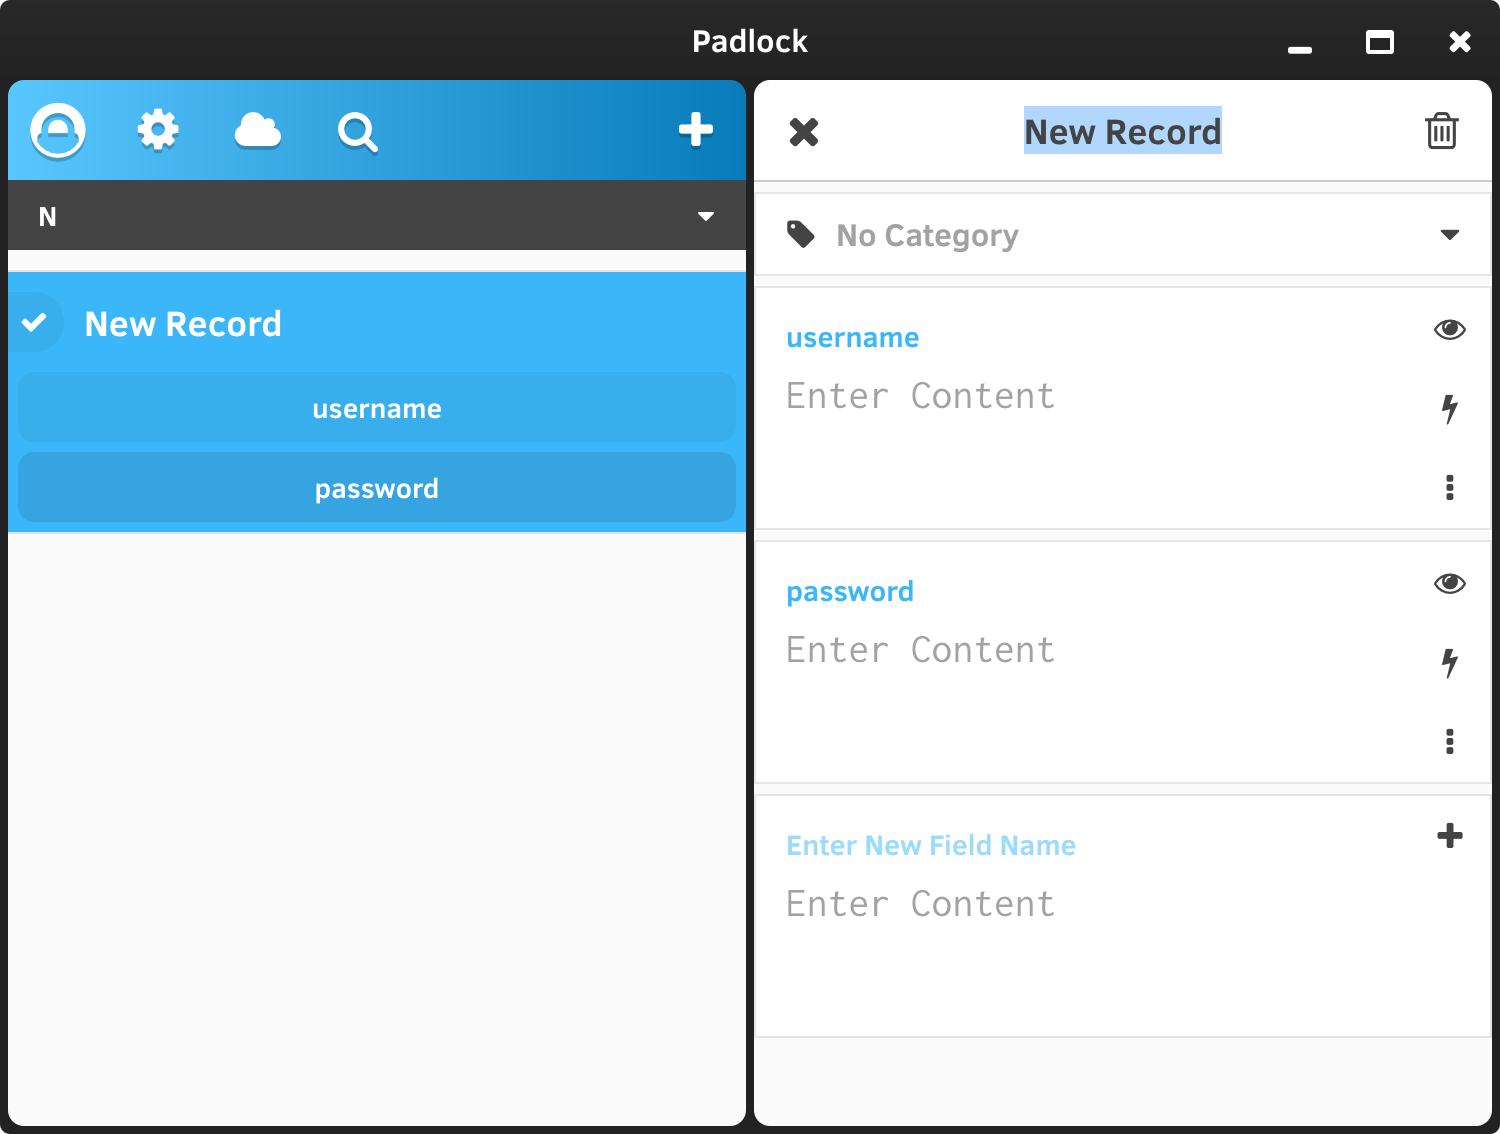 Padlock
N
New Record
username
password
New Record
No Category
username
Enter Content
password
Enter Content
Enter New Field Name
Enter Content